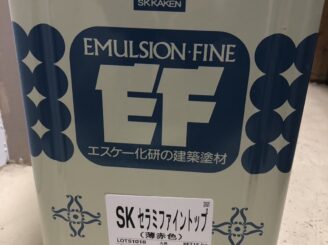 SK KAKEN
EMULSION·FINE
EF
エスケー化研の建築塗材
SK セラミファイントップ
(薄赤色)